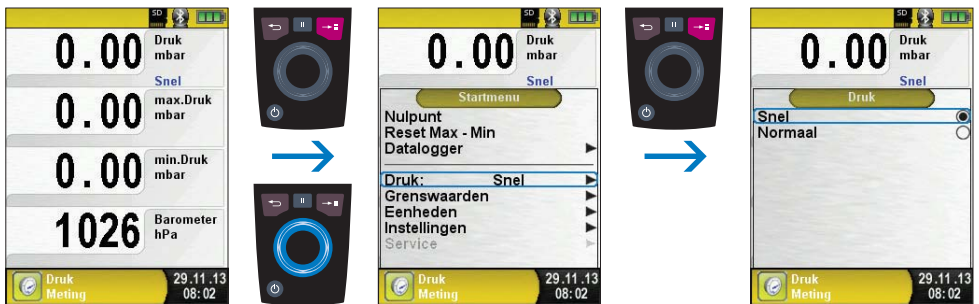 SD
0.00 Druk
mbar
Snel
0.00 max.Druk
mbar
0.00 min.Druk
mbar
1026 Barometer
hPa
Druk
Meting
29.11.13
08:02
SD
0.00 Druk
mbar
Snel
Startmenu
Nulpunt
Reset Max - Min
Datalogger
Druk: Snel
Grenswaarden
Eenheden
Instellingen
Service
Druk
Meting
29.11.13
08:02
SD
0.00 Druk
mbar
Snel
Druk
Snel
Normaal
Druk
Meting
29.11.13
08:02